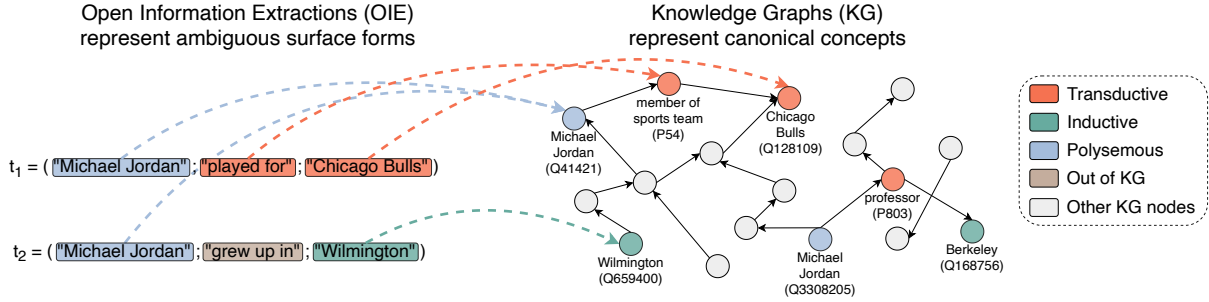 Open Information Extractions (OIE)
represent ambiguous surface forms
Knowledge Graphs (KG)
represent canonical concepts
t1 = ( "Michael Jordan" ; "played for" ; "Chicago Bulls" )
t2 = ( "Michael Jordan" ; "grew up in" ; "Wilmington" )
Michael
Jordan
(Q41421)
member of
sports team
(P54)
Chicago
Bulls
(Q128109)
Wilmington
(Q659400)
Michael
Jordan
(Q3308205)
professor
(P803)
Berkeley
(Q168756)
Transductive
Inductive
Polysemous
Out of KG
Other KG nodes